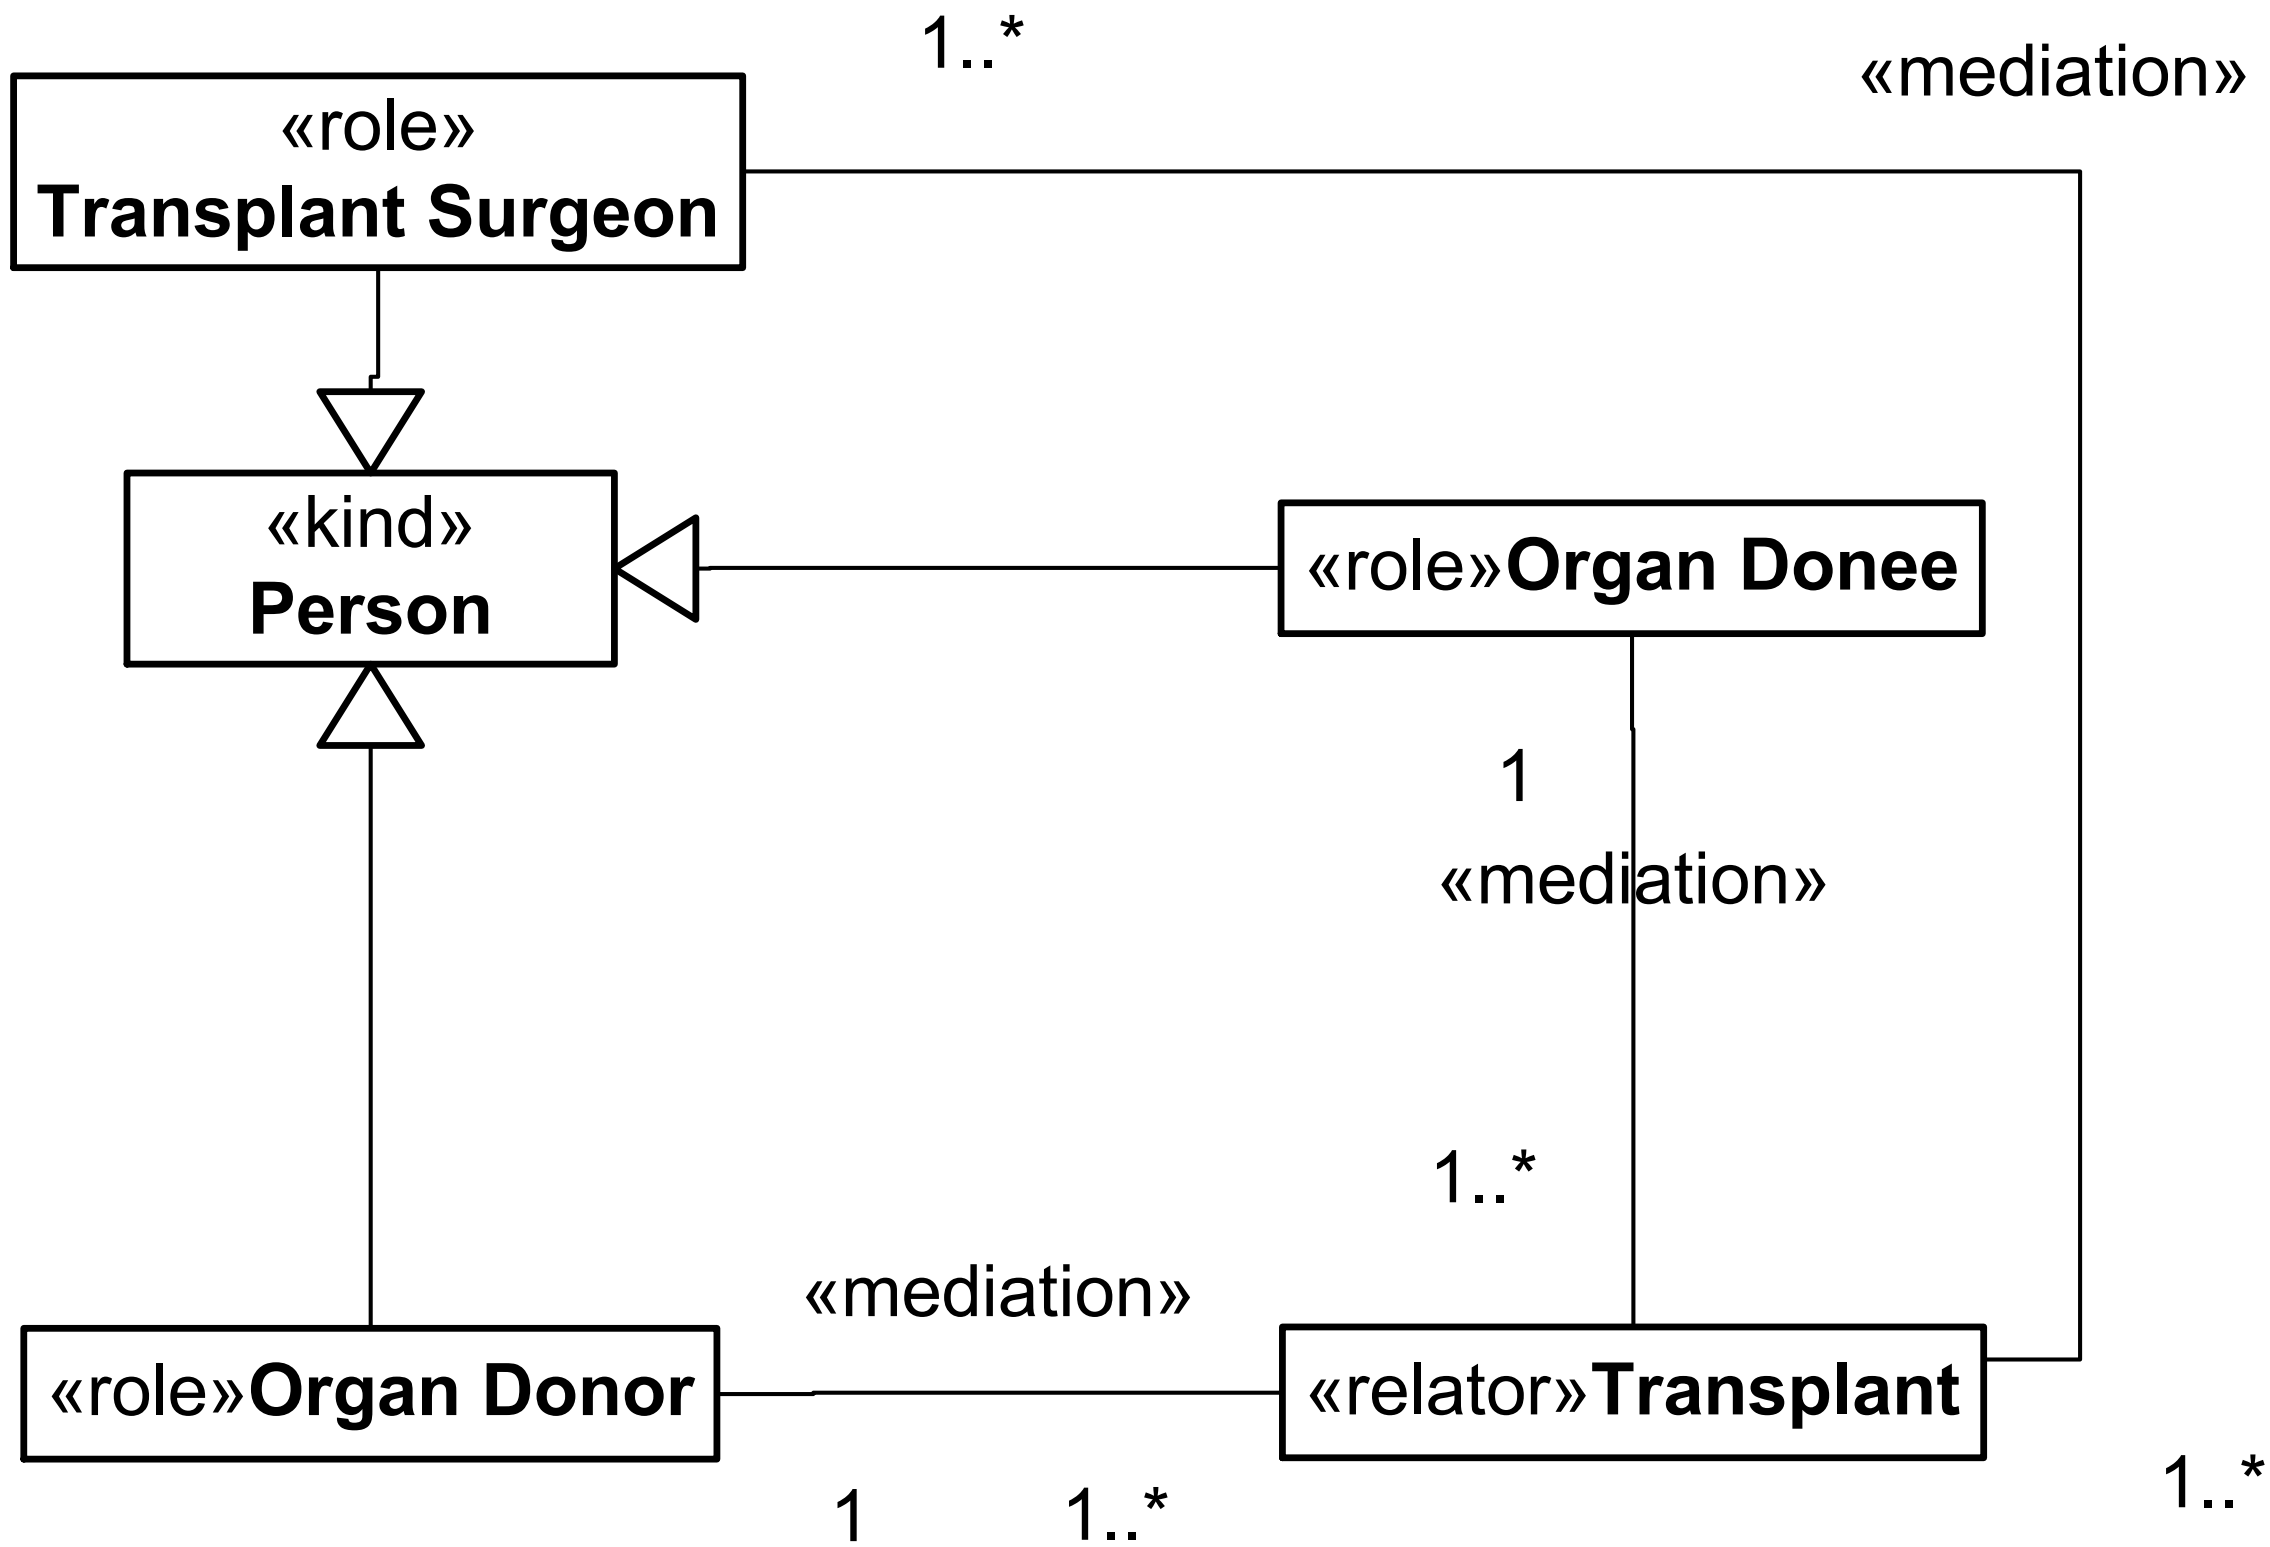 1..*
«mediation»
«role»
Transplant Surgeon
«kind»
Person
«role»Organ Donee
1
«mediation»
1..*
«mediation»
«role»Organ Donor
«relator»Transplant
1
1..*
1..*